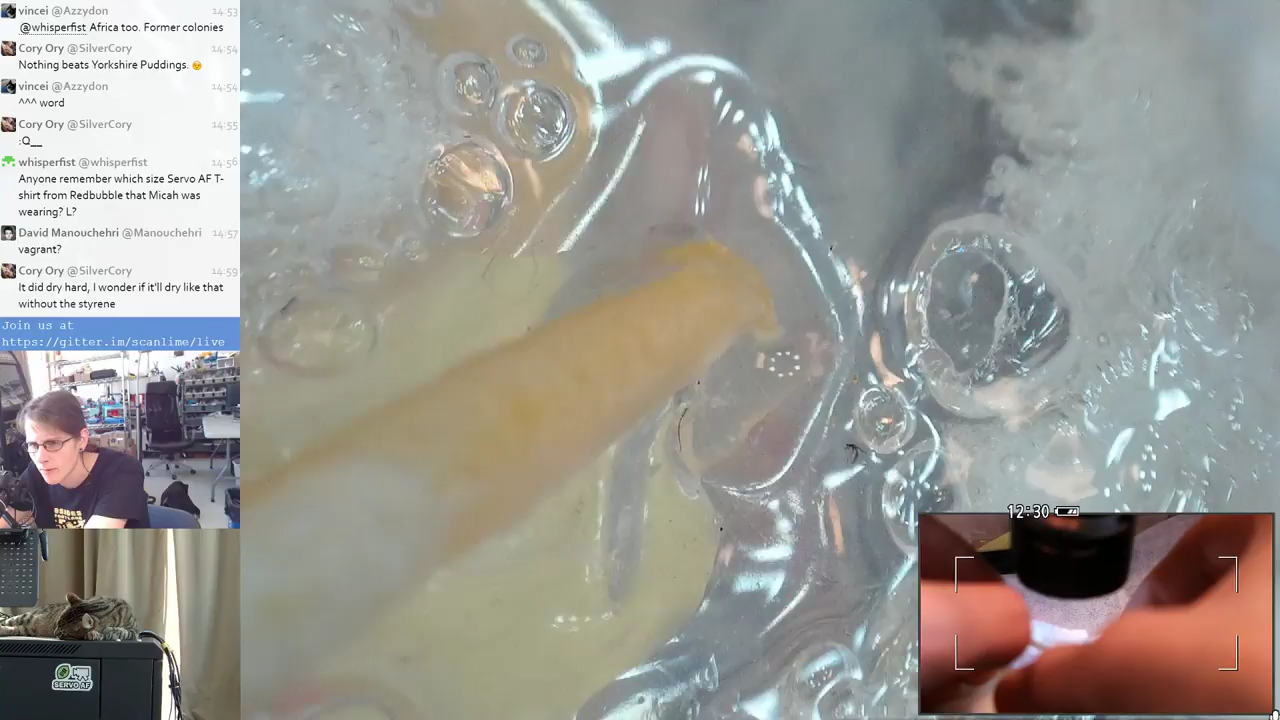 vincei @Azzydon 14:53
@whisperfist Africa too. Former colonies
Cory Ory @SilverCory 14:54
Nothing beats Yorkshire Puddings. 😏
vincei @Azzydon 14:54
^^^ word
Cory Ory @SilverCory 14:55
:Q__
whisperfist @whisperfist 14:56
Anyone remember which size Servo AF T-
shirt from Redbubble that Micah was
wearing? L?
David Manouchehri @Manouchehri 14:57
vagrant?
Cory Ory @SilverCory 14:59
It did dry hard, I wonder if it'll dry like that
without the styrene
Join us at
https://gitter.im/scanlime/live
SERVO AF
12:30